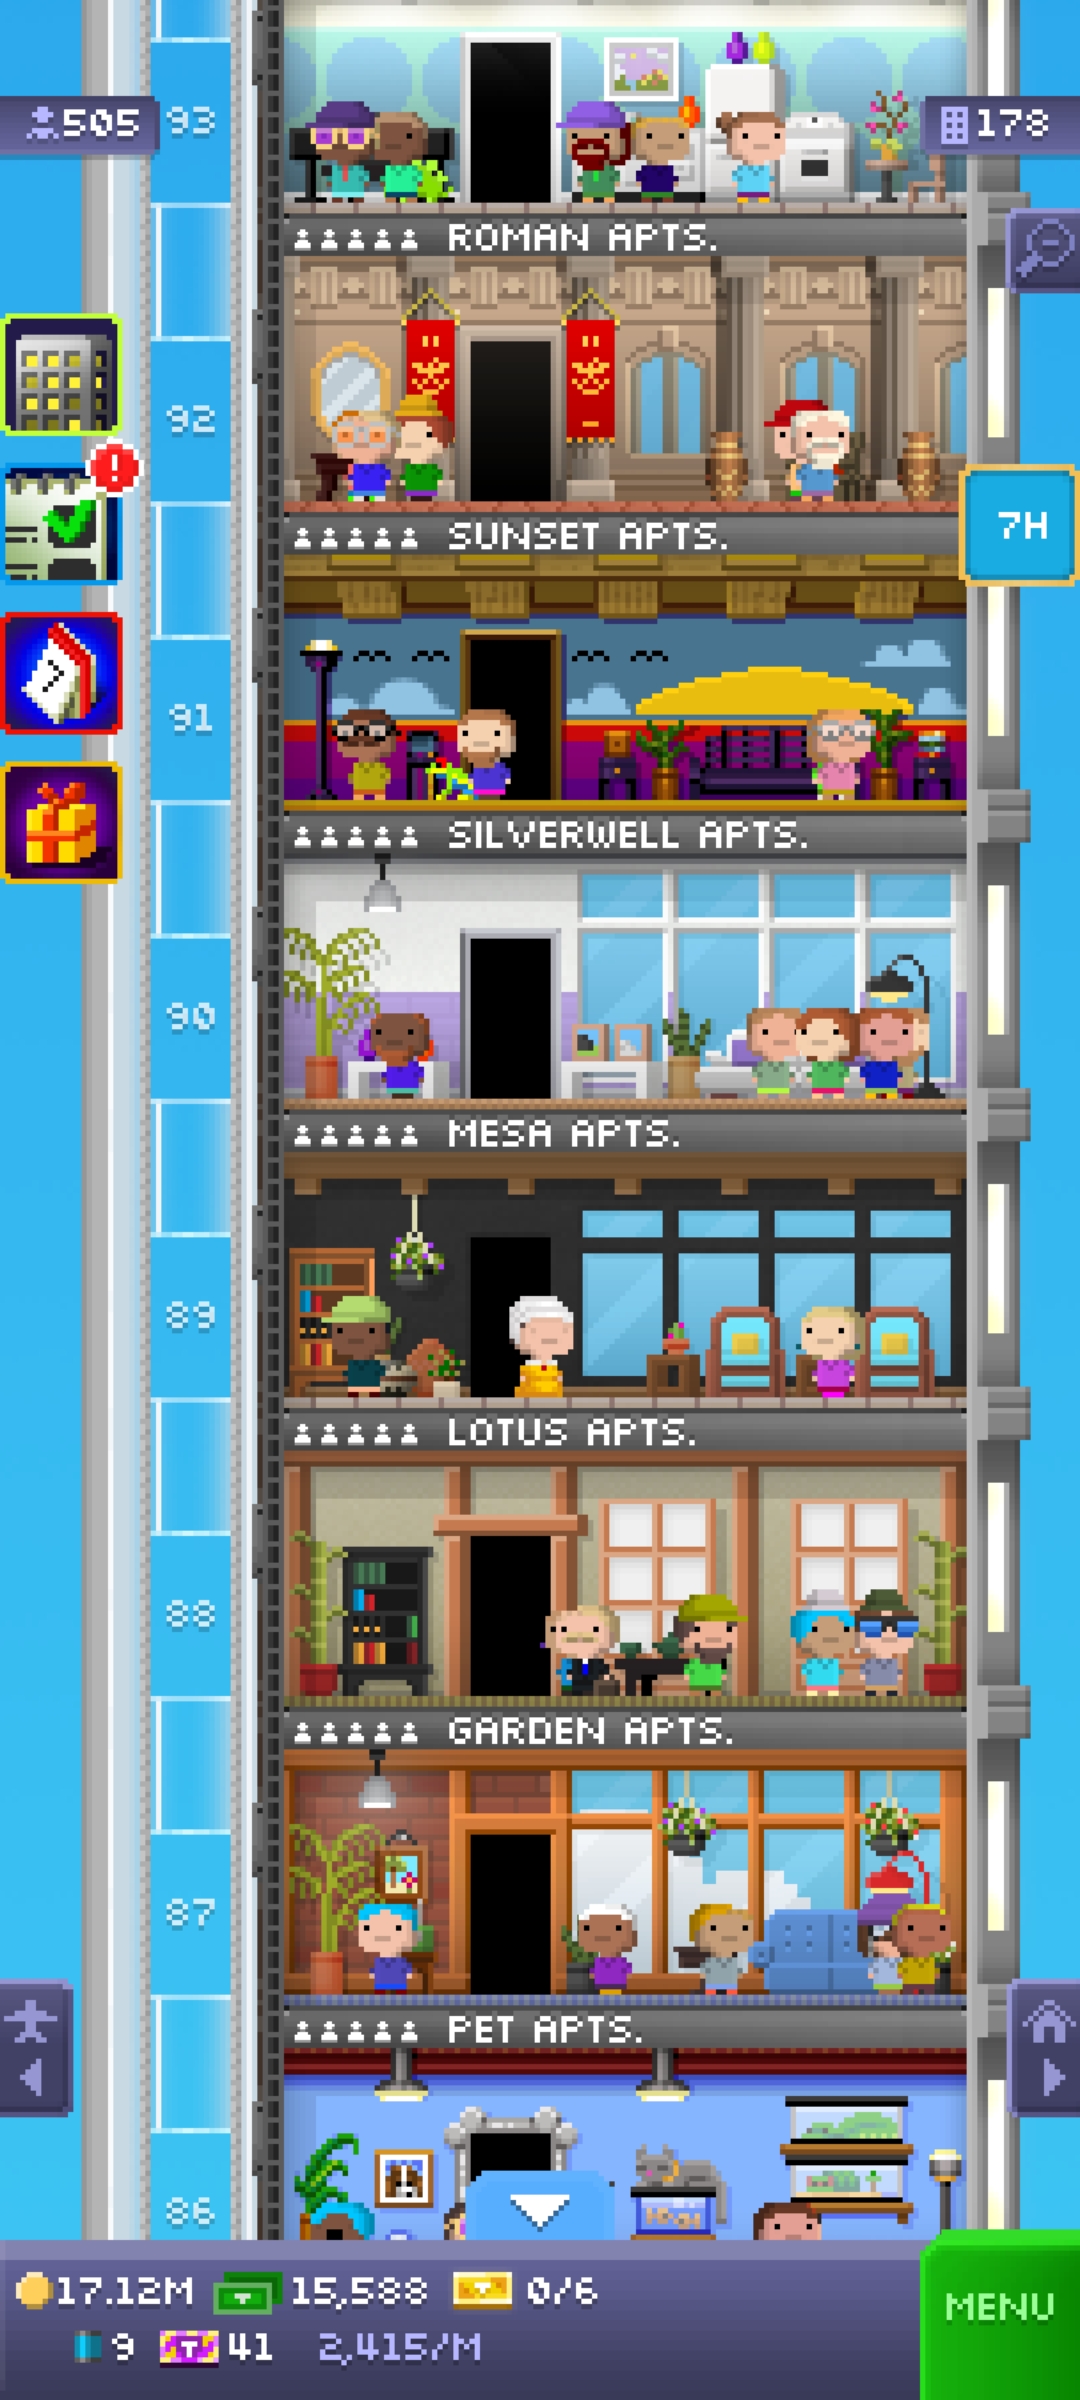 505
93
178
ROMAN APTS.
92
SUNSET APTS.
7H
91
SILVERWELL APTS.
90
MESA APTS.
89
LOTUS APTS.
88
GARDEN APTS.
87
PET APTS.
86
17.12M 15,588 0/6
MENU
9 41 2,415/M